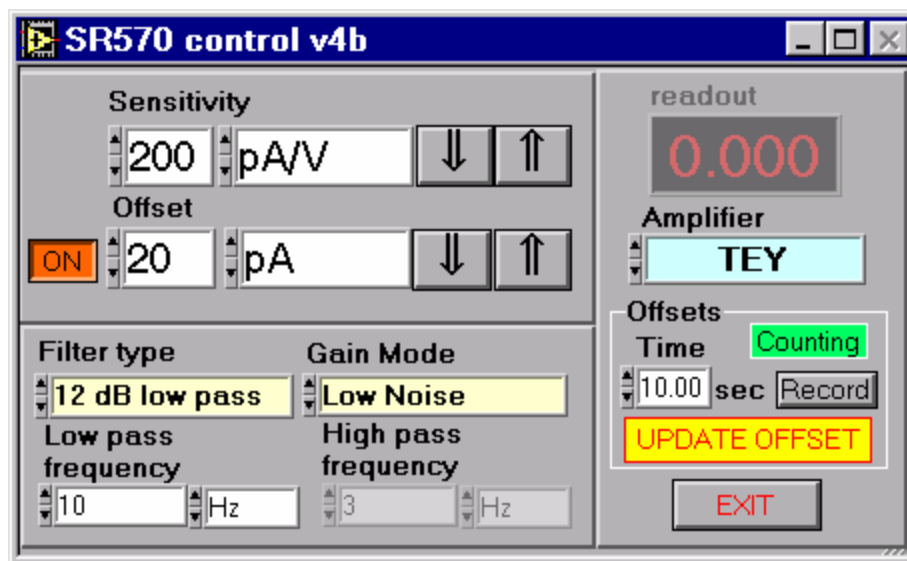 SR570 control v4b
Sensitivity
200 pA/V
Offset
ON 20 pA
Filter type Gain Mode
12 dB low pass Low Noise
Low pass High pass
frequency frequency
10 Hz 3 Hz
readout
0.000
Amplifier
TEY
Offsets
Time Counting
10.00 sec Record
UPDATE OFFSET
EXIT